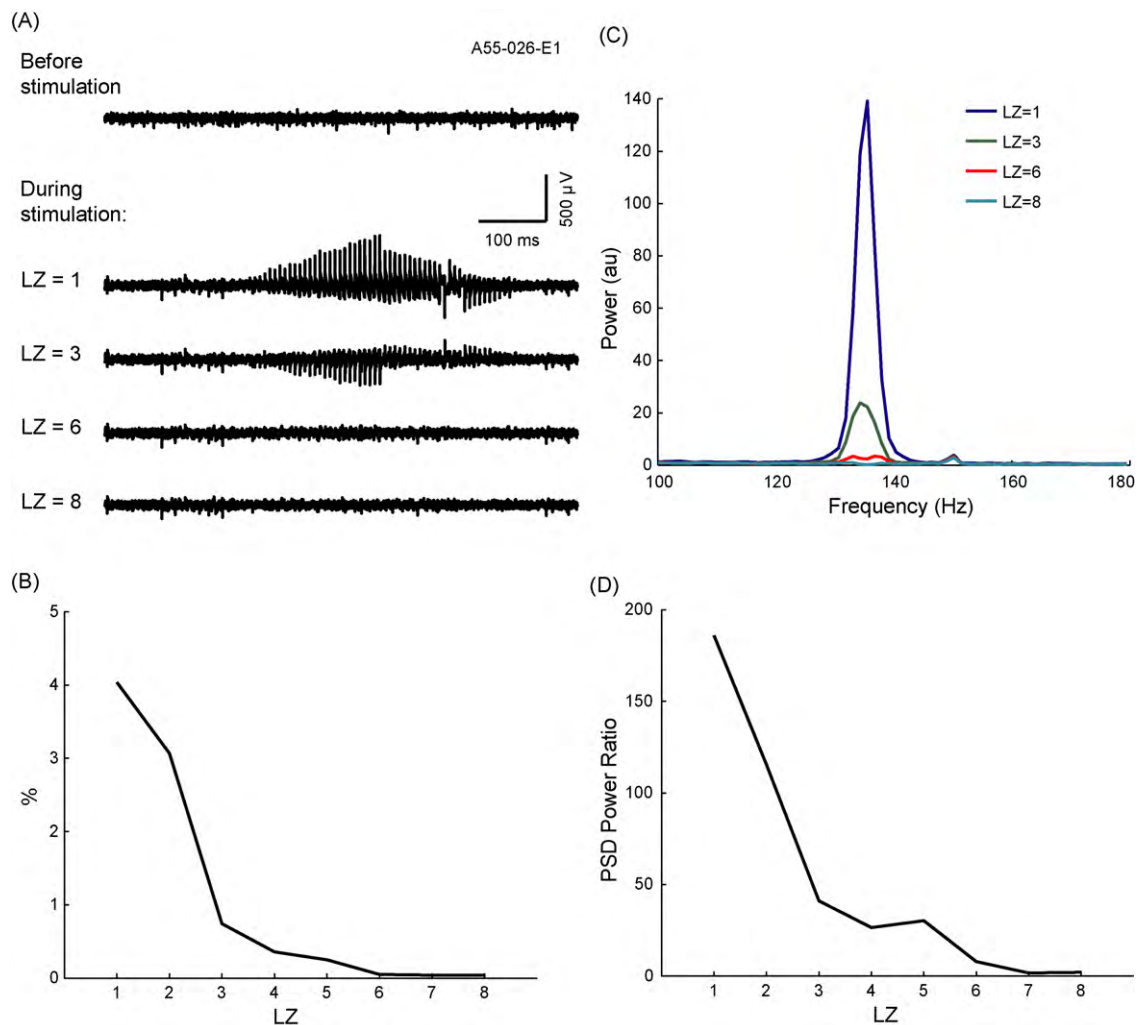 (A)
A55-026-E1
Before
stimulation
During
stimulation:
500 µV
100 ms
LZ = 1
LZ = 3
LZ = 6
LZ = 8
(C)
140
120
100
80
60
40
20
0
Power (au)
LZ=1
LZ=3
LZ=6
LZ=8
100 120 140 160 180
Frequency (Hz)
(B)
5
4
3
2
1
0
%
1 2 3 4 5 6 7 8
LZ
(D)
200
150
100
50
0
PSD Power Ratio
1 2 3 4 5 6 7 8
LZ